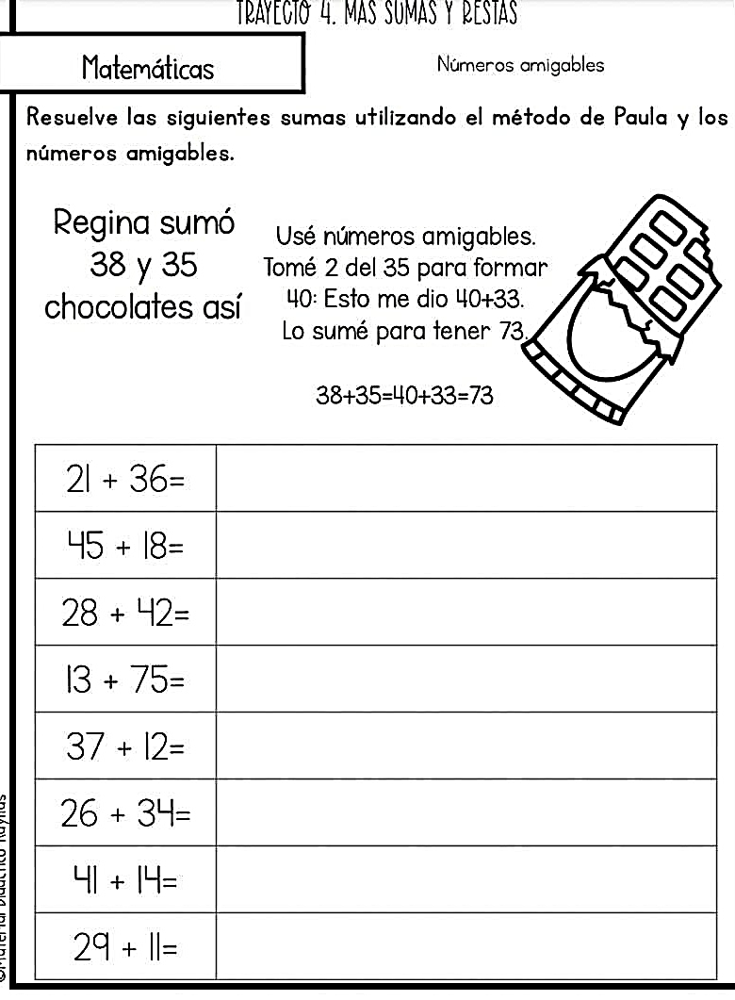 TRAYECTO 4. MAS SUMAS Y RESTAS
Matemáticas
Números amigables
Resuelve las siguientes sumas utilizando el método de Paula y los
números amigables.
Regina sumó
38 y 35
chocolates así
Usé números amigables.
Tomé 2 del 35 para formar
40: Esto me dio 40+33.
Lo sumé para tener 73.
38+35=40+33=73
21 + 36=
45 + 18=
28 + 42=
13 + 75=
37 + 12=
26 + 34=
41 + 14=
29 + 11=
©Material Didáctico